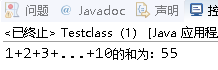 问题 @ Javadoc 声明
<已终止> Testclass (1) [Java 应用程
1+2+3+...+10的和为：55